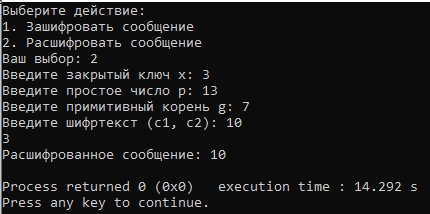 Выберите действие:
1. Зашифровать сообщение
2. Расшифровать сообщение
Ваш выбор: 2
Введите закрытый ключ x: 3
Введите простое число p: 13
Введите примитивный корень g: 7
Введите шифртекст (c1, c2): 10
3
Расшифрованное сообщение: 10
Process returned 0 (0x0)   execution time : 14.292 s
Press any key to continue.